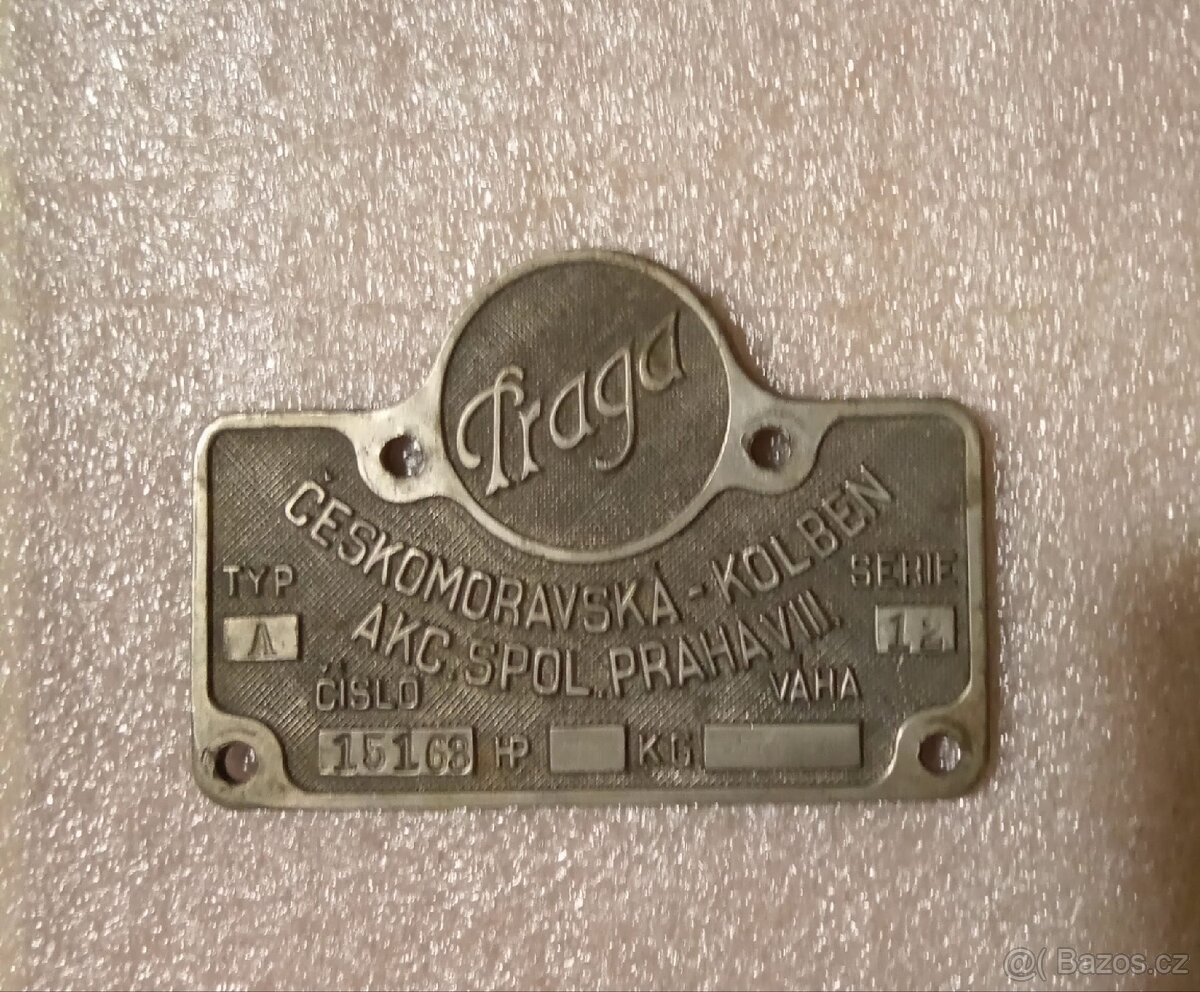 Praga
ČESKOMORAVSKÁ - KOLBEN
AKC. SPOL., PRAHA VIII.
TYP
A
SERIE
12
ČÍSLO
VÁHA
15168 HP KG
@( Bazos.cz